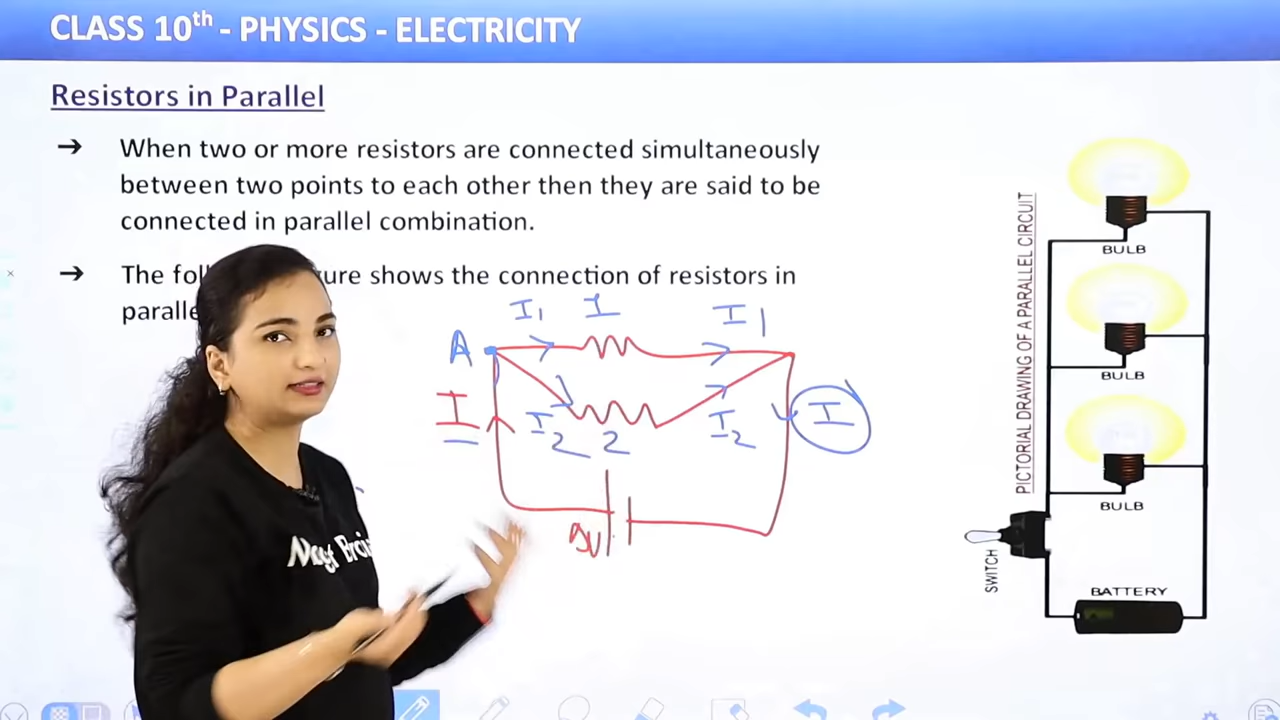 CLASS 10th - PHYSICS - ELECTRICITY
Resistors in Parallel
➔ When two or more resistors are connected simultaneously
between two points to each other then they are said to be
connected in parallel combination.
➔ The fol ure shows the connection of resistors in
paralle
I₁ 1 I₁
A
I I₂ 2 I₂ I
9V
PICTORIAL DRAWING OF A PARALLEL CIRCUIT
BULB
BULB
BULB
SWITCH
BATTERY